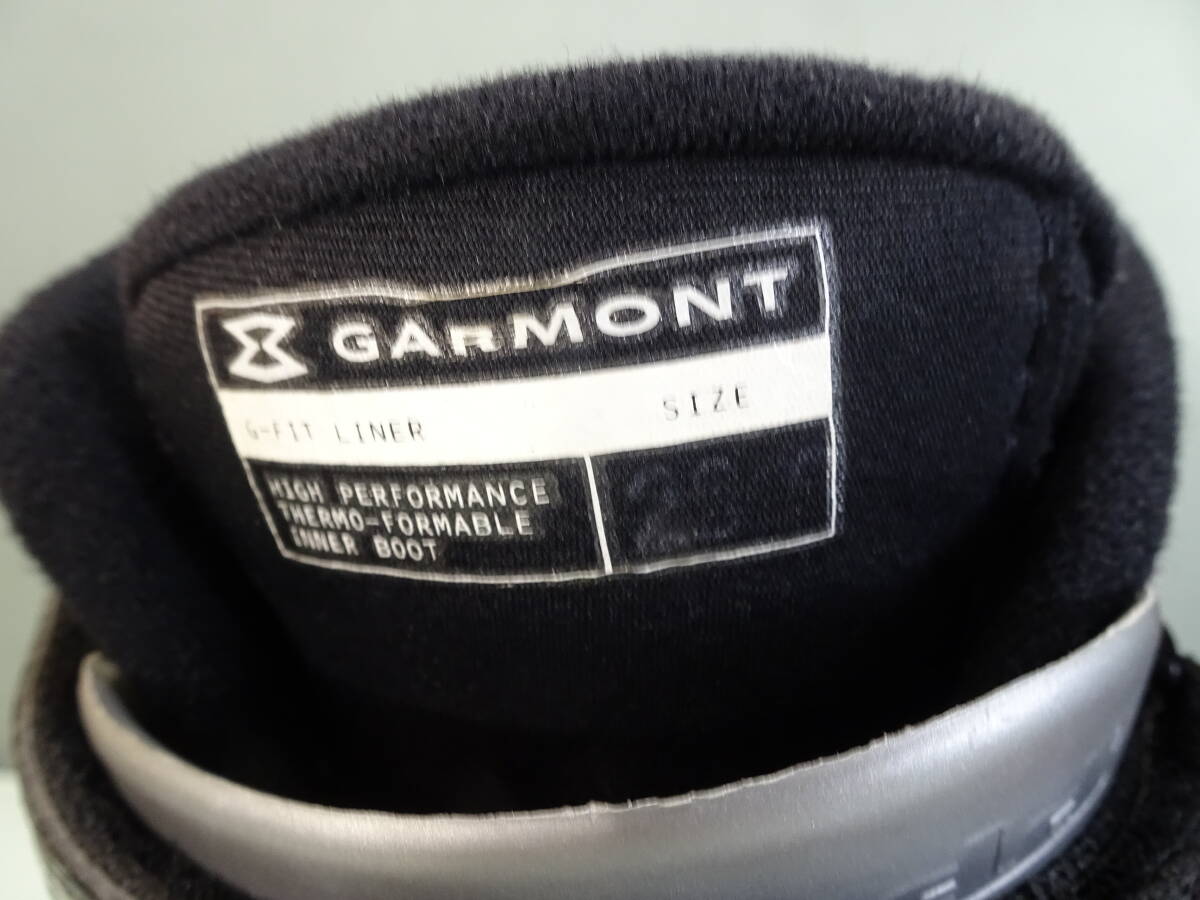 GARMONT
G-FIT LINER SIZE
HIGH PERFORMANCE
THERMO-FORMABLE
INNER BOOT